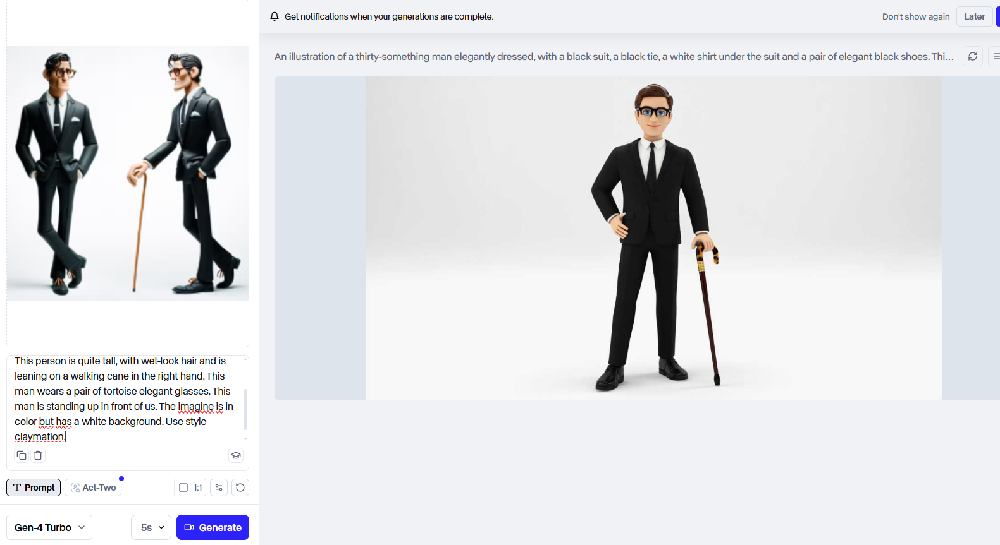 Get notifications when your generations are complete.
Don't show again
Later
An illustration of a thirty-something man elegantly dressed, with a black suit, a black tie, a white shirt under the suit and a pair of elegant black shoes. Thi...
This person is quite tall, with wet-look hair and is
leaning on a walking cane in the right hand. This
man wears a pair of tortoise elegant glasses. This
man is standing up in front of us. The imagine is in
color but has a white background. Use style
claymation.
Prompt
Act-Two
1:1
Gen-4 Turbo
5s
Generate